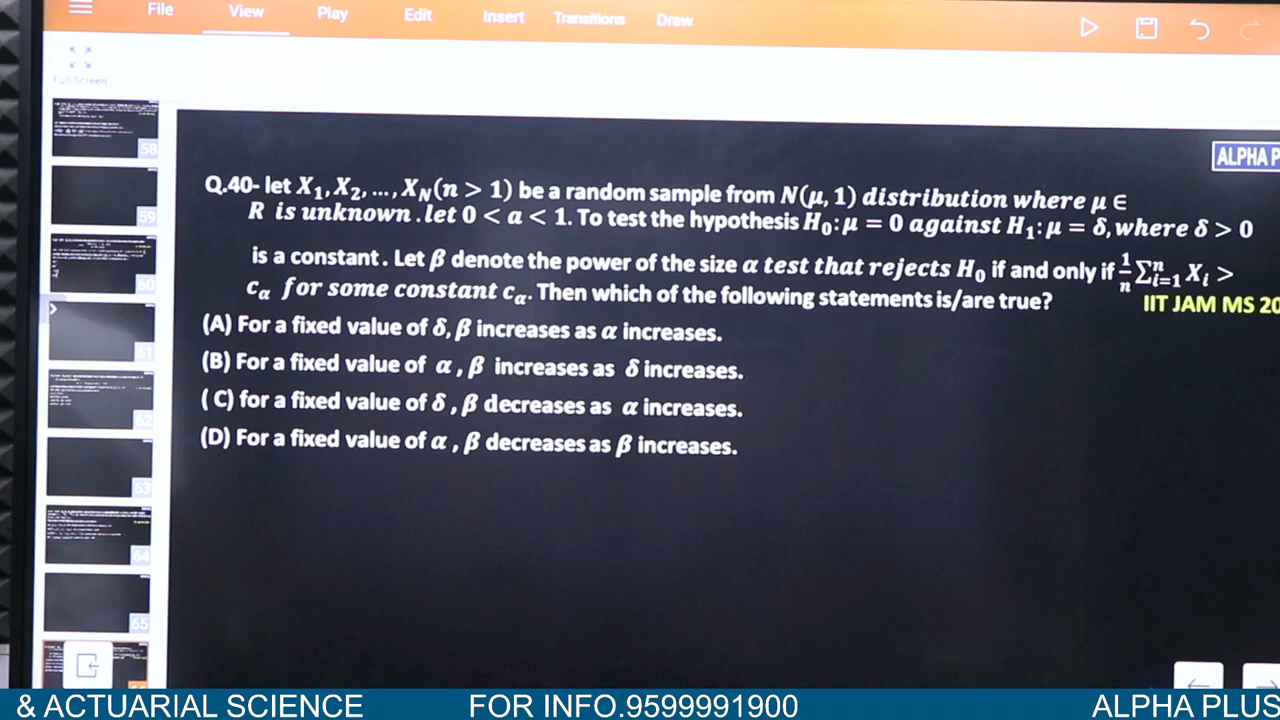 File View Play Edit Insert Transitions Draw
Full Screen
58
59
60
61
62
63
64
65
ALPHA P
Q.40- let X₁, X₂, ..., X_N (n > 1) be a random sample from N(μ, 1) distribution where μ ∈
R is unknown . let 0 < a < 1. To test the hypothesis H₀: μ = 0 against H₁: μ = δ, where δ > 0
is a constant . Let β denote the power of the size α test that rejects H₀ if and only if 1/n Σⁿᵢ₌₁ Xᵢ >
c_α for some constant c_α. Then which of the following statements is/are true?
IIT JAM MS 20
(A) For a fixed value of δ, β increases as α increases.
(B) For a fixed value of α , β increases as δ increases.
( C) for a fixed value of δ , β decreases as α increases.
(D) For a fixed value of α , β decreases as β increases.
& ACTUARIAL SCIENCE FOR INFO.9599991900 ALPHA PLUS